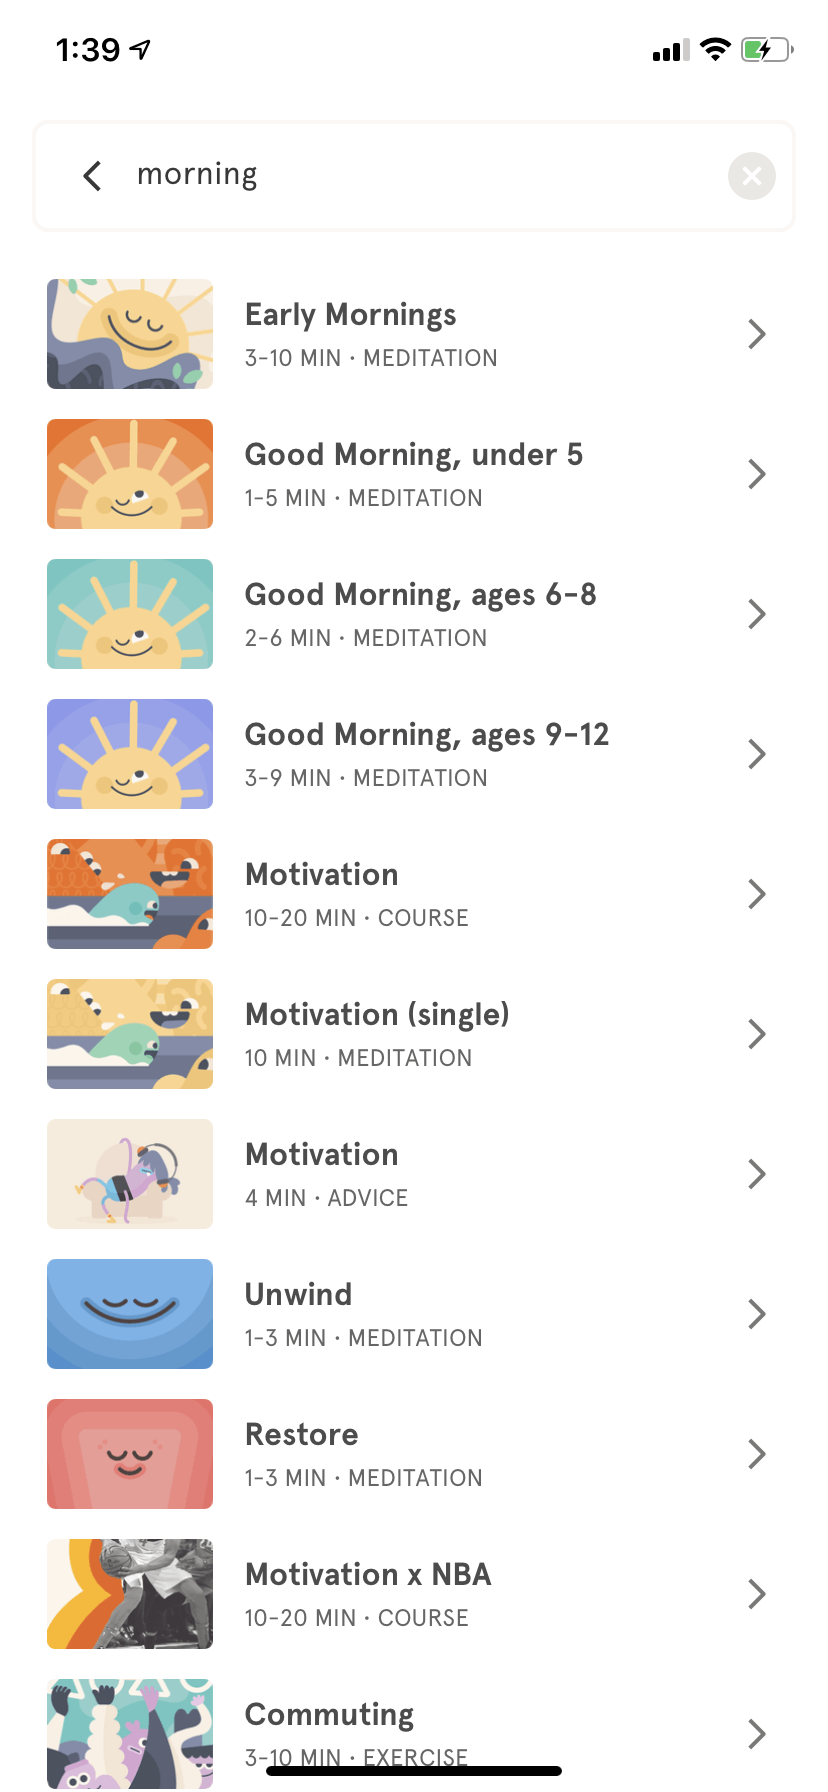 1:39
morning
Early Mornings
3-10 MIN · MEDITATION
Good Morning, under 5
1-5 MIN · MEDITATION
Good Morning, ages 6-8
2-6 MIN · MEDITATION
Good Morning, ages 9-12
3-9 MIN · MEDITATION
Motivation
10-20 MIN · COURSE
Motivation (single)
10 MIN · MEDITATION
Motivation
4 MIN · ADVICE
Unwind
1-3 MIN · MEDITATION
Restore
1-3 MIN · MEDITATION
Motivation x NBA
10-20 MIN · COURSE
Commuting
3-10 MIN · EXERCISE